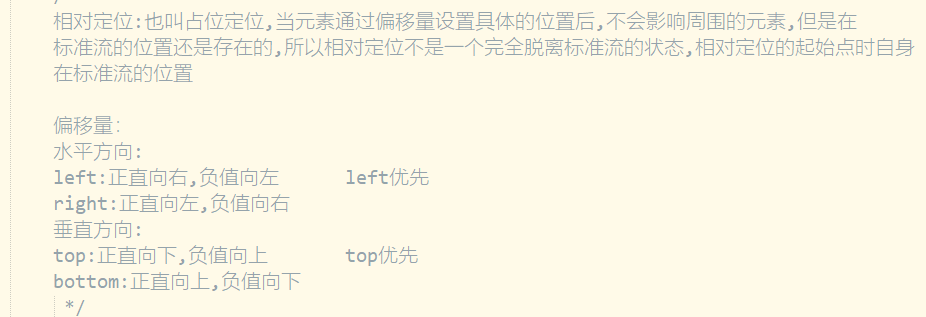 相对定位:也叫占位定位,当元素通过偏移量设置具体的位置后,不会影响周围的元素,但是在
标准流的位置还是存在的,所以相对定位不是一个完全脱离标准流的状态,相对定位的起始点时自身
在标准流的位置
偏移量:
水平方向:
left:正直向右,负值向左 left优先
right:正直向左,负值向右
垂直方向:
top:正直向下,负值向上 top优先
bottom:正直向上,负值向下
*/